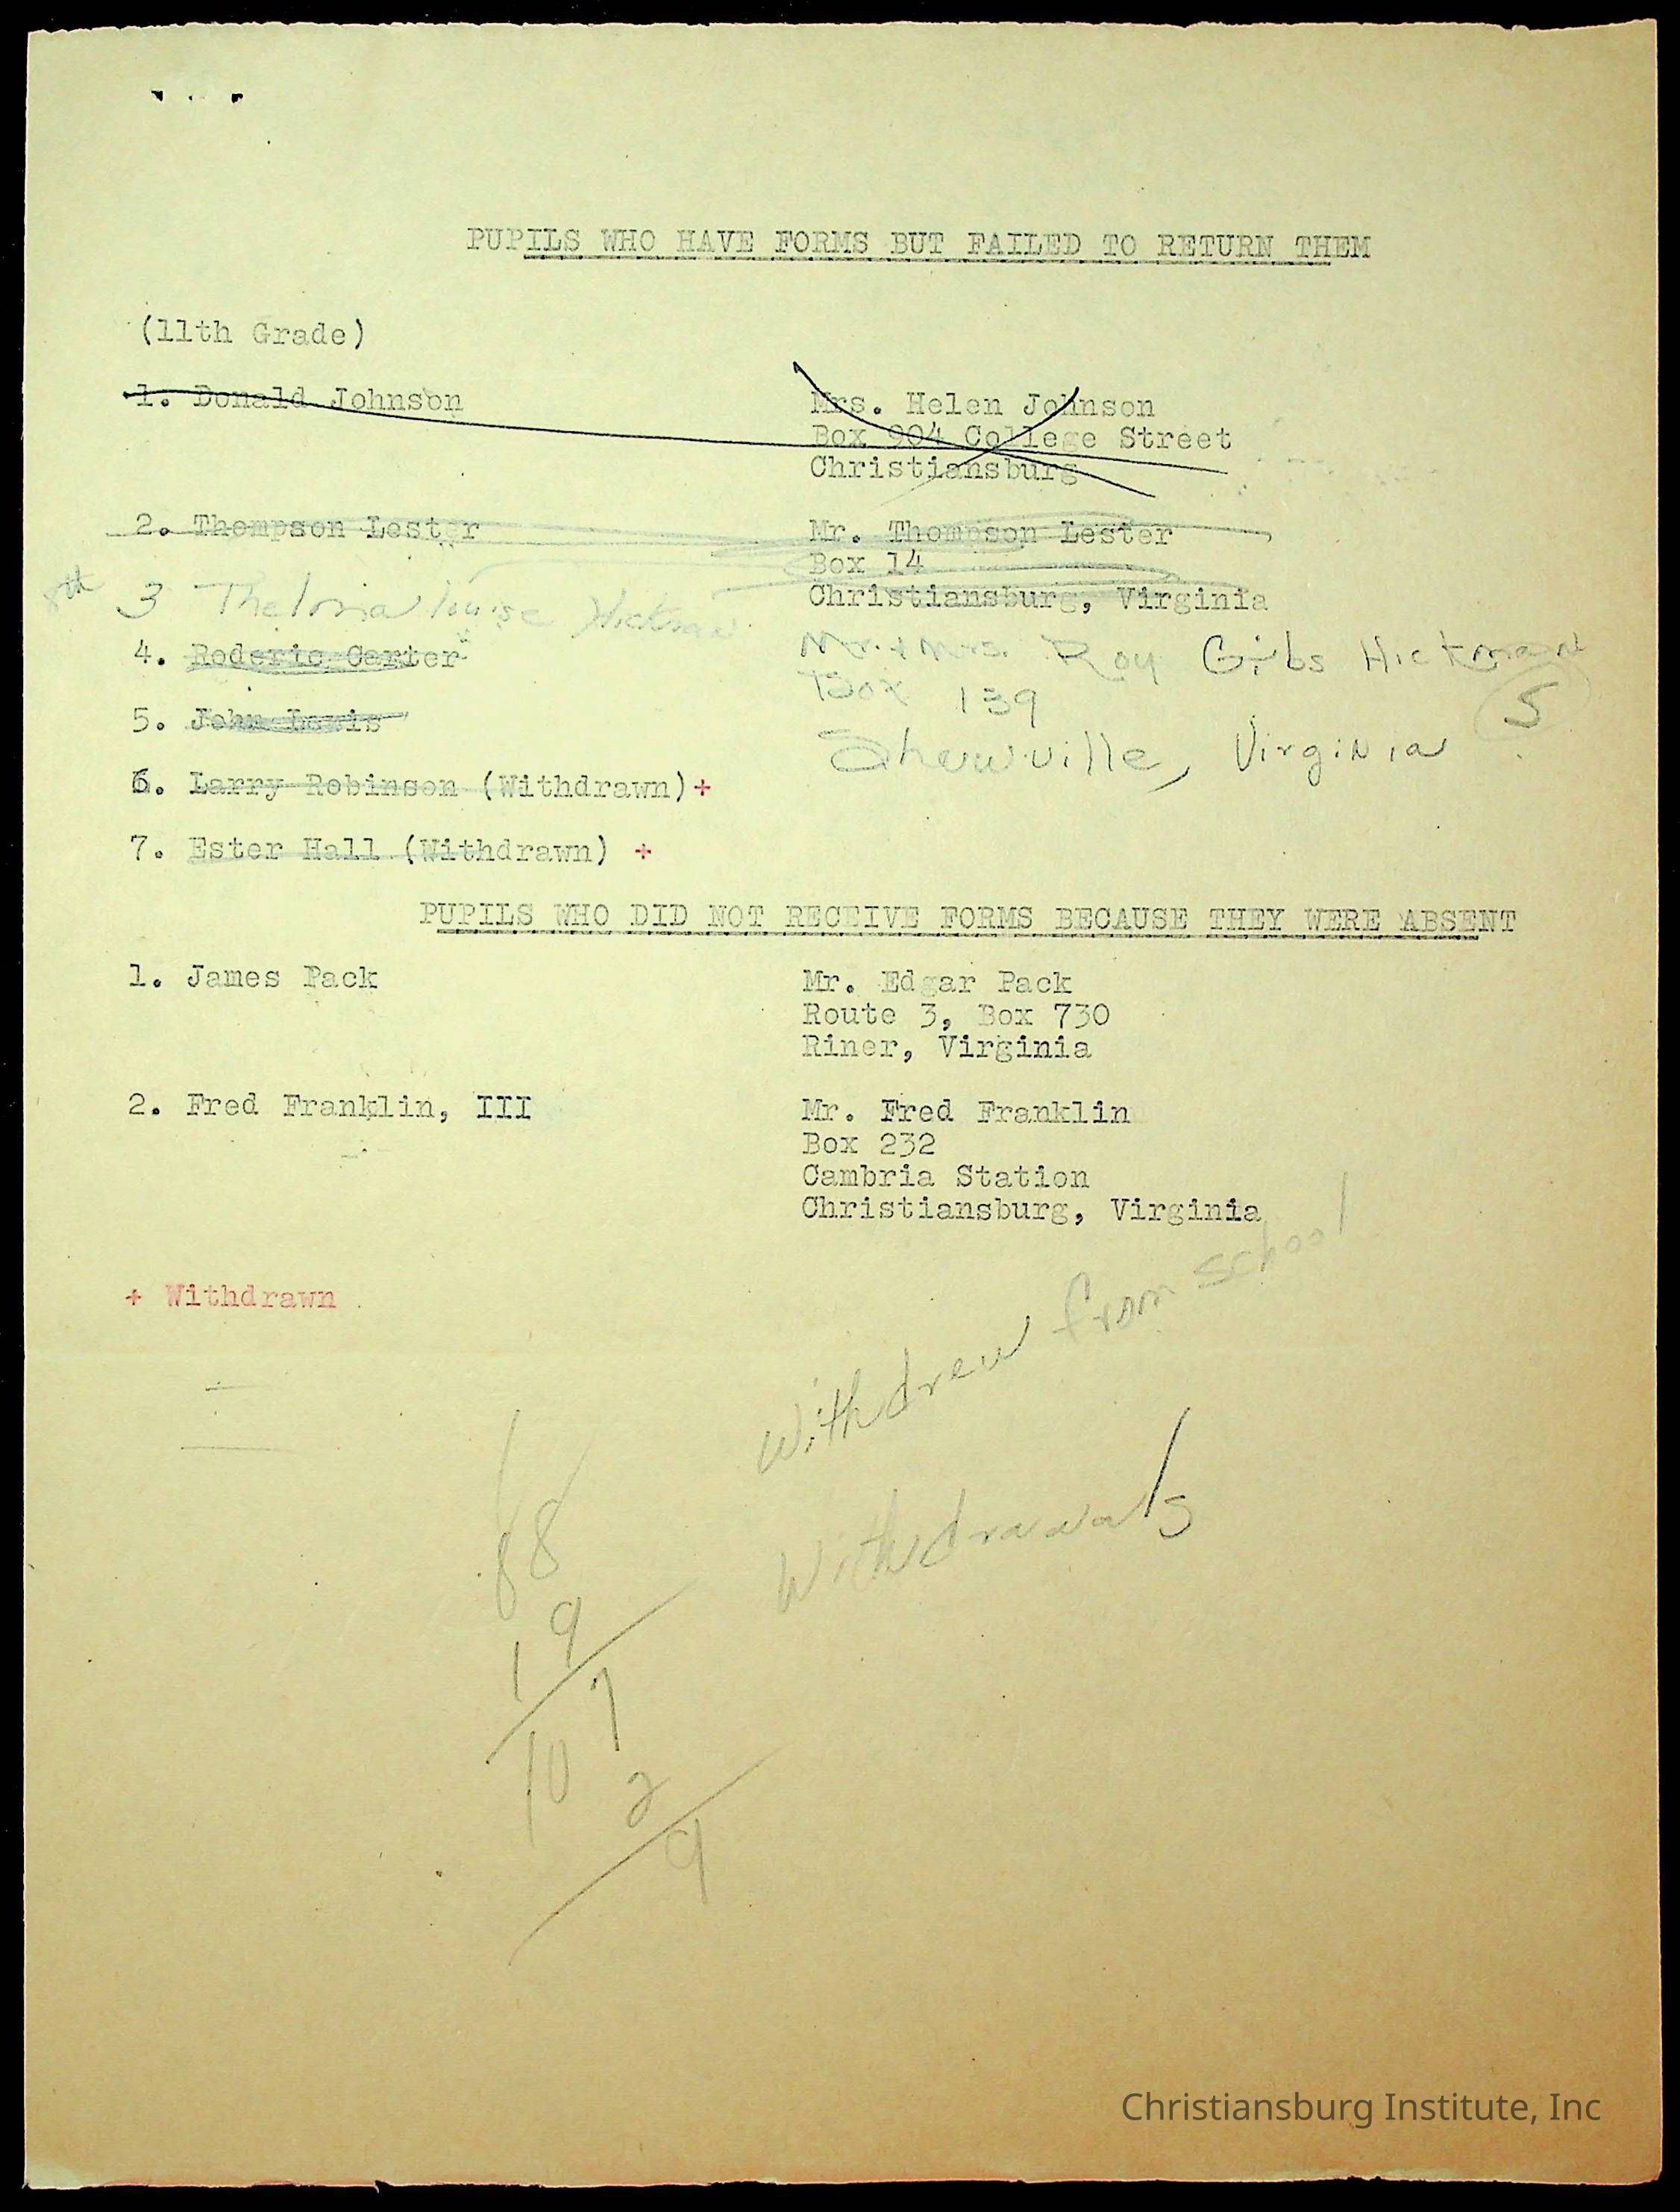 PUPILS WHO HAVE FORMS BUT FAILED TO RETURN THEM
(11th Grade)
1. Donald Johnson
Mrs. Helen Johnson
Box 904 College Street
Christiansburg
2. Thompson Lester
Mr. Thompson Lester
Box 14
Christiansburg, Virginia
8th 3 Thelma Louise Hickman
Mr. + Mrs. Roy Gibbs Hickman
Box 139
Shawville, Virginia
5
4. Roderic Carter
5. John Lewis
6. Larry Robinson (Withdrawn)+
7. Ester Hall (Withdrawn) +
PUPILS WHO DID NOT RECEIVE FORMS BECAUSE THEY WERE ABSENT
1. James Pack
Mr. Edgar Pack
Route 3, Box 730
Riner, Virginia
2. Fred Franklin, III
Mr. Fred Franklin
Box 232
Cambria Station
Christiansburg, Virginia
+ Withdrawn
Withdrew from school
Withdrawals
88
19
107
2
9
Christiansburg Institute, Inc